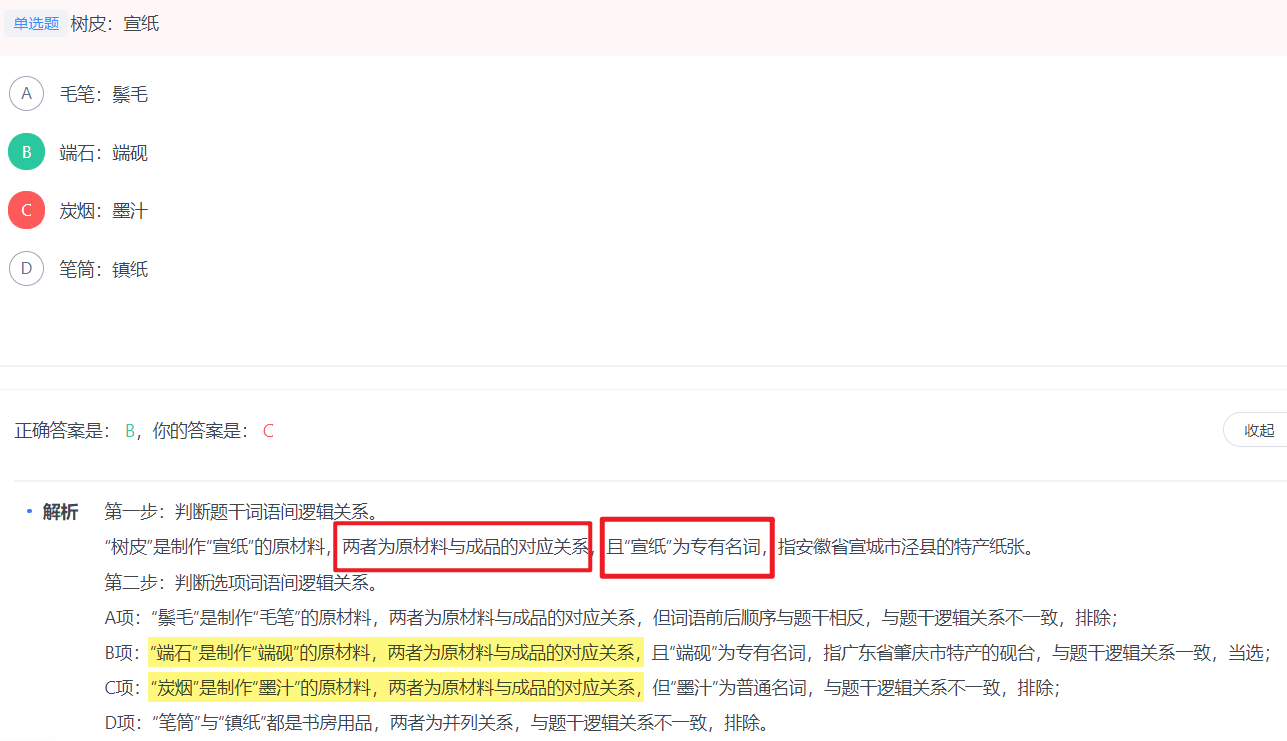 单选题 树皮：宣纸
A 毛笔：鬃毛
B 端石：端砚
C 炭烟：墨汁
D 笔筒：镇纸
正确答案是： B，你的答案是： C
收起
解析 第一步：判断题干词语间逻辑关系。
“树皮”是制作“宣纸”的原材料，两者为原材料与成品的对应关系，且“宣纸”为专有名词，指安徽省宣城市泾县的特产纸张。
第二步：判断选项词语间逻辑关系。
A项：“鬃毛”是制作“毛笔”的原材料，两者为原材料与成品的对应关系，但词语前后顺序与题干相反，与题干逻辑关系不一致，排除；
B项：“端石”是制作“端砚”的原材料，两者为原材料与成品的对应关系，且“端砚”为专有名词，指广东省肇庆市特产的砚台，与题干逻辑关系一致，当选；
C项：“炭烟”是制作“墨汁”的原材料，两者为原材料与成品的对应关系，但“墨汁”为普通名词，与题干逻辑关系不一致，排除；
D项：“笔筒”与“镇纸”都是书房用品，两者为并列关系，与题干逻辑关系不一致，排除。